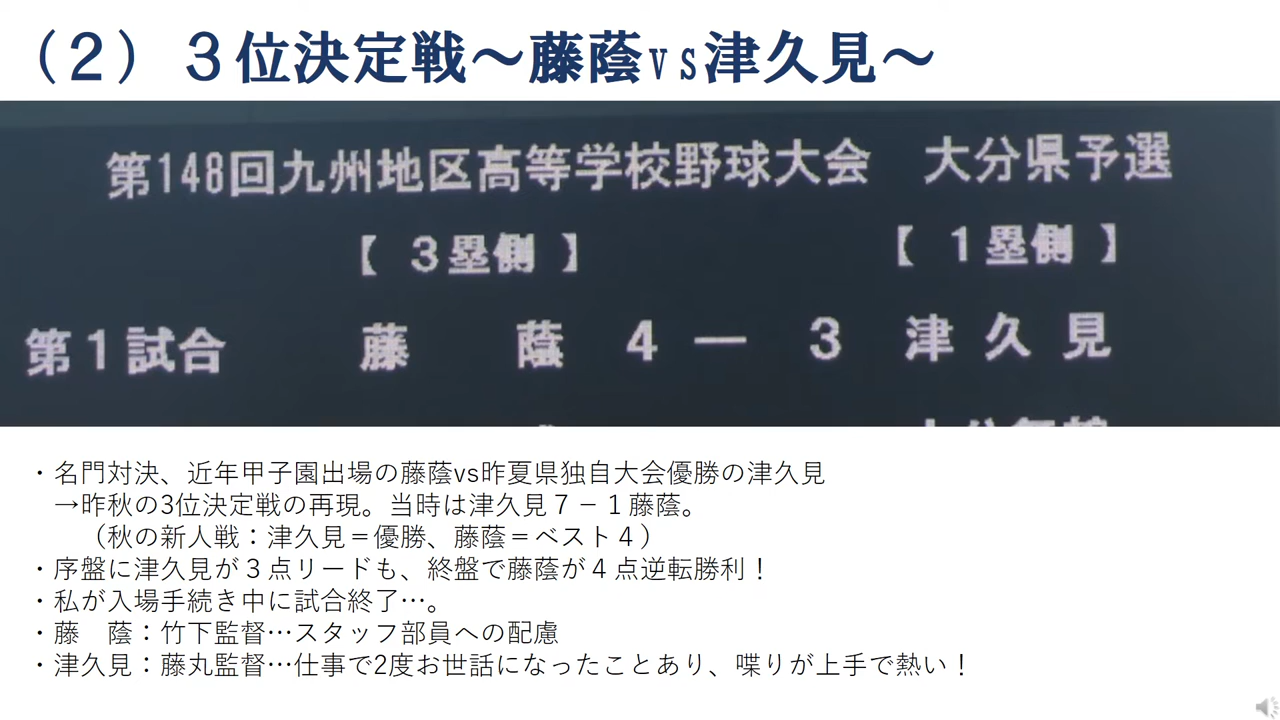 （２）３位決定戦～藤蔭ｖｓ津久見～
第148回九州地区高等学校野球大会　大分県予選
【 ３塁側 】　【 １塁側 】
第１試合　藤　蔭　４ ― ３　津久見
・名門対決、近年甲子園出場の藤蔭vs昨夏県独自大会優勝の津久見
→昨秋の3位決定戦の再現。当時は津久見７－１藤蔭。
（秋の新人戦：津久見＝優勝、藤蔭＝ベスト４）
・序盤に津久見が３点リードも、終盤で藤蔭が４点逆転勝利！
・私が入場手続き中に試合終了…。
・藤　蔭：竹下監督…スタッフ部員への配慮
・津久見：藤丸監督…仕事で2度お世話になったことあり、喋りが上手で熱い！